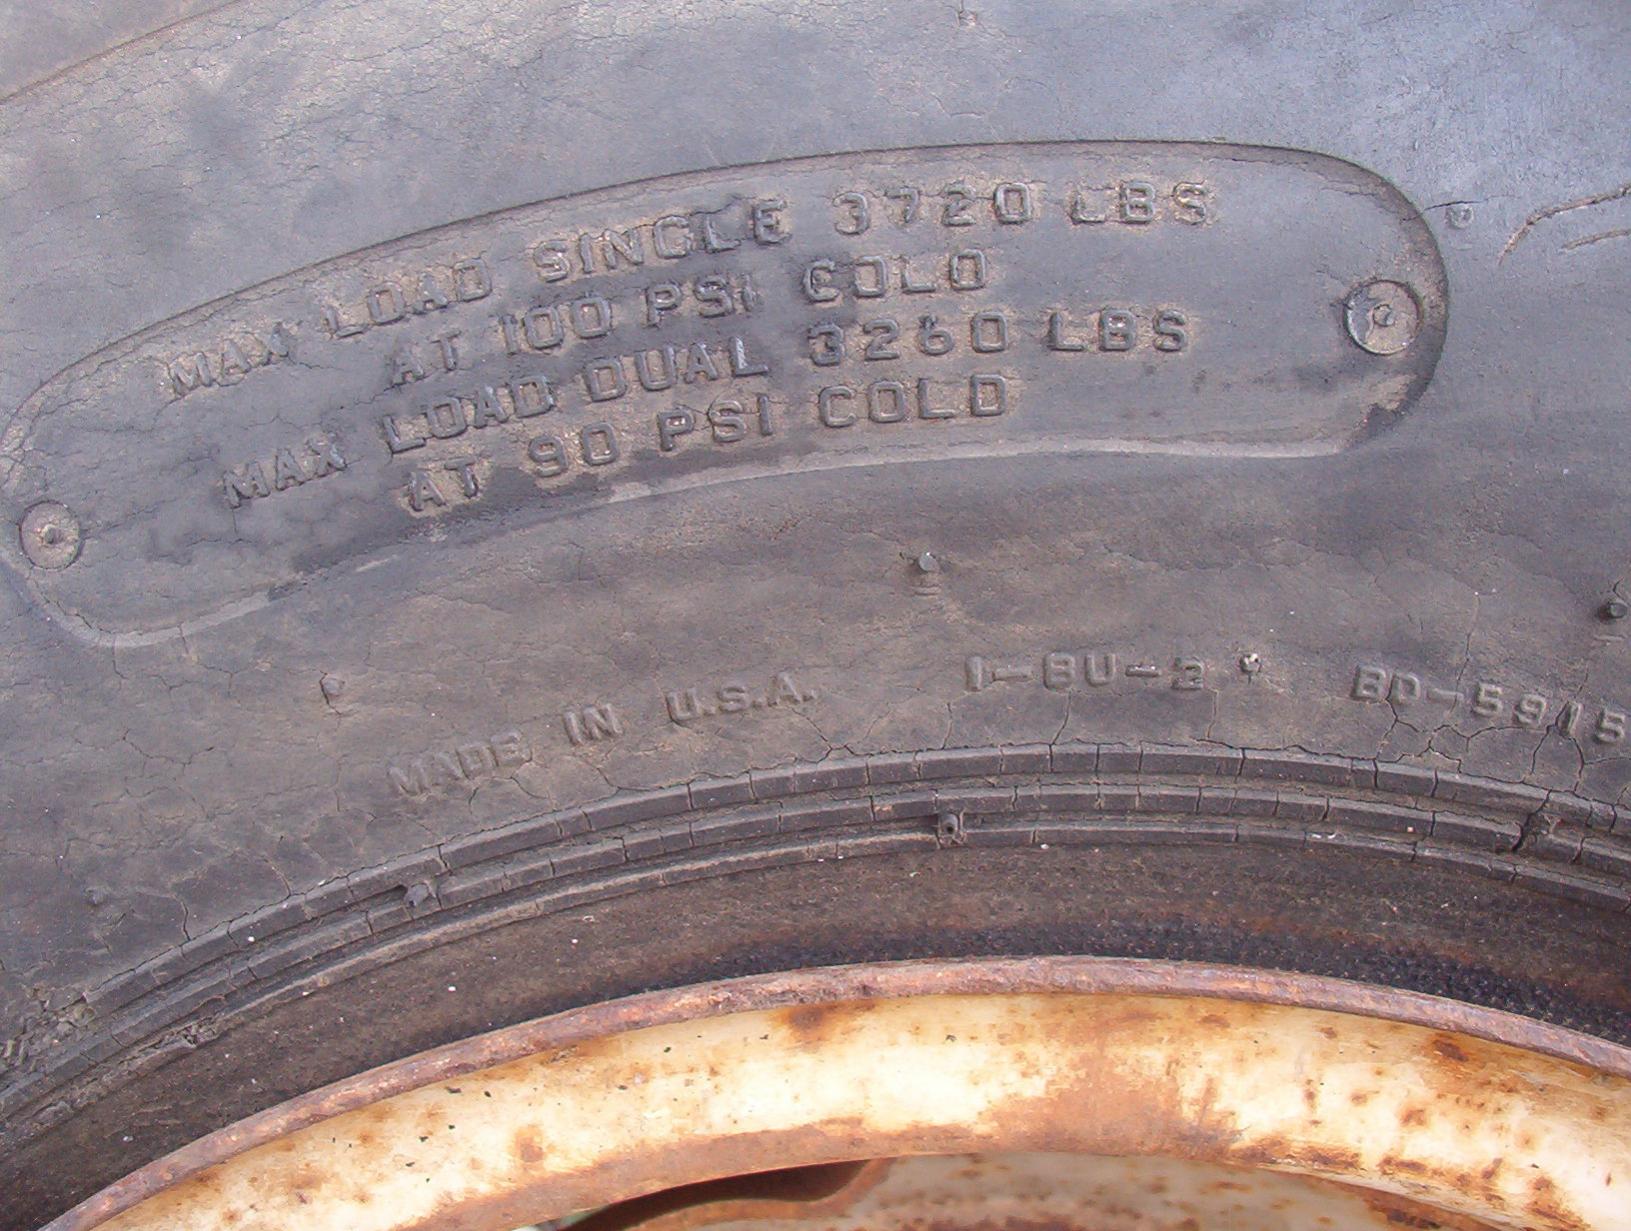 MAX LOAD SINGLE 3720 LBS
AT 100 PSI COLD
MAX LOAD DUAL 3260 LBS
AT 90 PSI COLD
MADE IN U.S.A. 1-BU-2 BD-5915